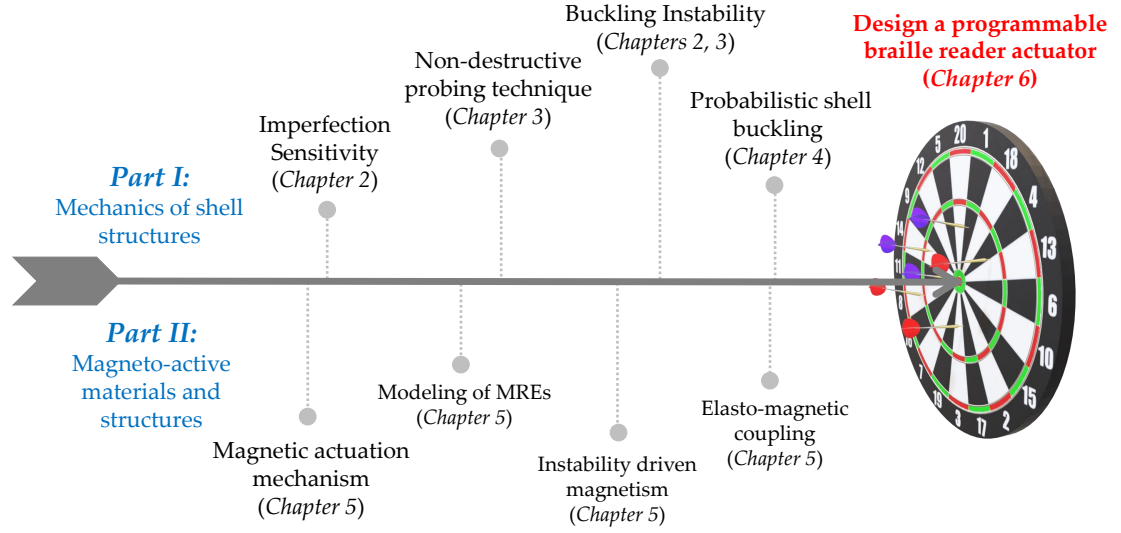 Buckling Instability
(Chapters 2, 3)
Design a programmable
braille reader actuator
(Chapter 6)
Non-destructive
probing technique
(Chapter 3)
Probabilistic shell
buckling
(Chapter 4)
Imperfection
Sensitivity
(Chapter 2)
Part I:
Mechanics of shell
structures
Part II:
Magneto-active
materials and
structures
Modeling of MREs
(Chapter 5)
Elasto-magnetic
coupling
(Chapter 5)
Magnetic actuation
mechanism
(Chapter 5)
Instability driven
magnetism
(Chapter 5)
20
1
18
4
13
6
10
15
2
17
3
19
7
8
11
14
9
12
5